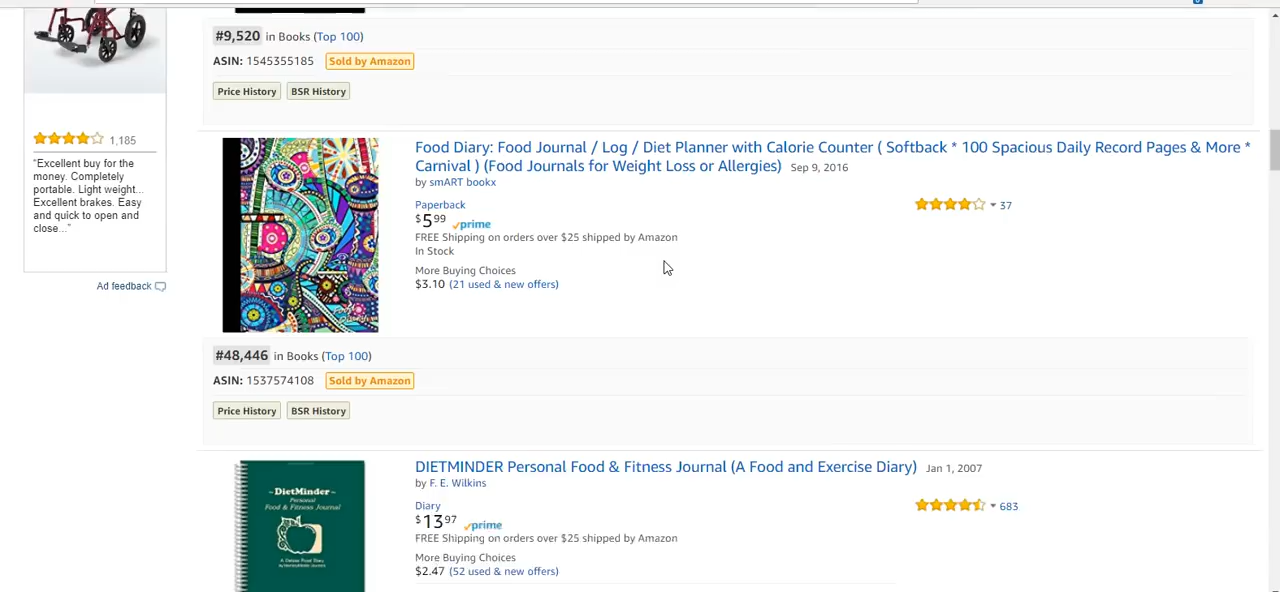 #9,520 in Books (Top 100)
ASIN: 1545355185 Sold by Amazon
Price History BSR History
1,185
“Excellent buy for the
money. Completely
portable. Light weight...
Excellent brakes. Easy
and quick to open and
close...”
Ad feedback
Food Diary: Food Journal / Log / Diet Planner with Calorie Counter ( Softback * 100 Spacious Daily Record Pages & More *
Carnival ) (Food Journals for Weight Loss or Allergies) Sep 9, 2016
by smART bookx
Paperback
37
$5 99 prime
FREE Shipping on orders over $25 shipped by Amazon
In Stock
More Buying Choices
$3.10 (21 used & new offers)
#48,446 in Books (Top 100)
ASIN: 1537574108 Sold by Amazon
Price History BSR History
DIETMINDER Personal Food & Fitness Journal (A Food and Exercise Diary) Jan 1, 2007
by F. E. Wilkins
Diary
683
$13 97 prime
FREE Shipping on orders over $25 shipped by Amazon
More Buying Choices
$2.47 (52 used & new offers)
~DietMinder~
Personal
Food & Fitness Journal